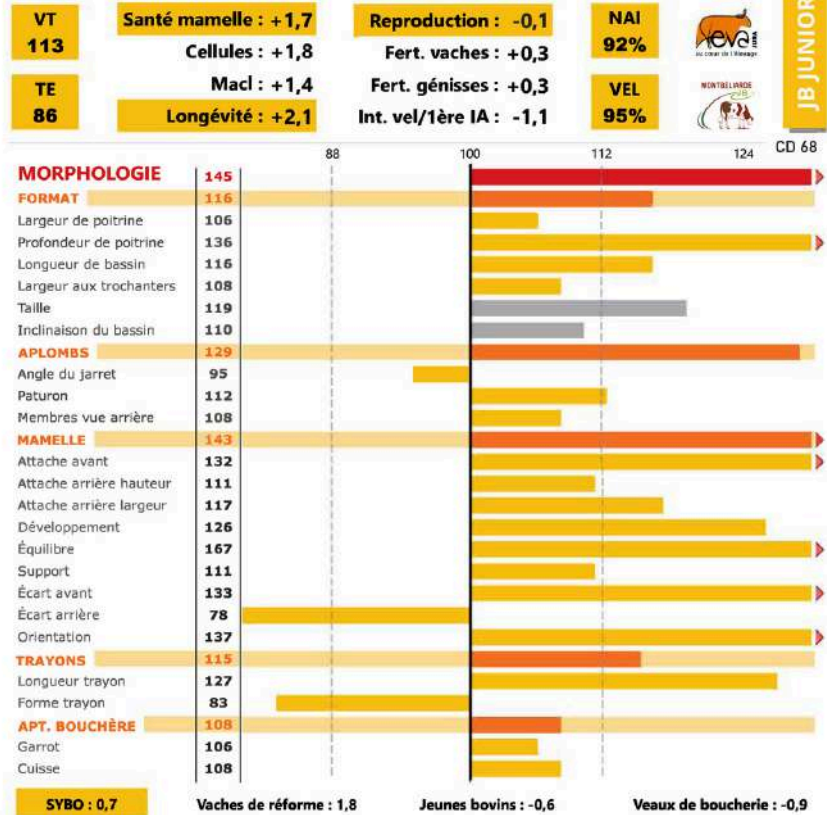 VT
113
Santé mamelle : +1,7
Cellules : +1,8
Macl : +1,4
Longévité : +2,1
Reproduction : -0,1
Fert. vaches : +0,3
Fert. génisses : +0,3
Int. vel/1ère IA : -1,1
NAI
92%
TE
86
VEL
95%
eva
au cœur de l'élevage
MONTBELIARDE
JB JUNIOR
88 100 112 124 CD 68
MORPHOLOGIE 145
FORMAT 116
Largeur de poitrine 106
Profondeur de poitrine 136
Longueur de bassin 116
Largeur aux trochanters 108
Taille 119
Inclinaison du bassin 110
APLOMBS 129
Angle du jarret 95
Paturon 112
Membres vue arrière 108
MAMELLE 143
Attache avant 132
Attache arrière hauteur 111
Attache arrière largeur 117
Développement 126
Équilibre 167
Support 111
Écart avant 133
Écart arrière 78
Orientation 137
TRAYONS 115
Longueur trayon 127
Forme trayon 83
APT. BOUCHÈRE 108
Garrot 106
Cuisse 108
SYBO : 0,7 Vaches de réforme : 1,8 Jeunes bovins : -0,6 Veaux de boucherie : -0,9